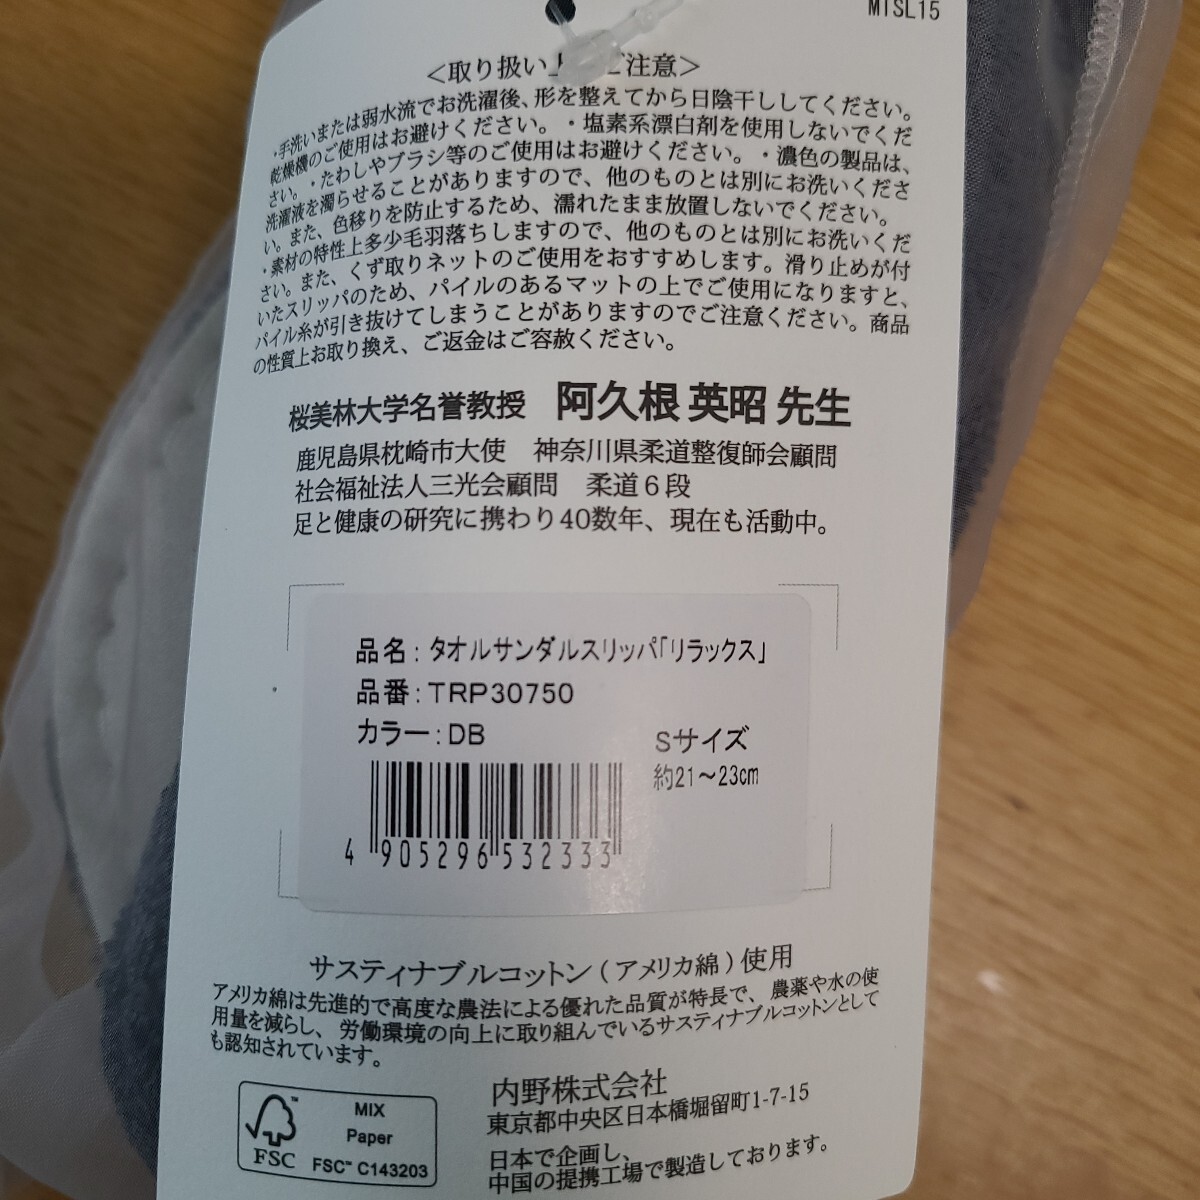 MTSL15
<取り扱い上 ご注意>
・手洗いまたは弱水流でお洗濯後、形を整えてから日陰干ししてください。
乾燥機のご使用はお避けください。・塩素系漂白剤を使用しないでくだ
さい。・たわしやブラシ等のご使用はお避けください。・濃色の製品は、
洗濯液を濁らせることがありますので、他のものとは別にお洗いくださ
い。また、色移りを防止するため、濡れたまま放置しないでください。
・素材の特性上多少毛羽落ちしますので、他のものとは別にお洗いくだ
さい。また、くず取りネットのご使用をおすすめします。滑り止めが付
いたスリッパのため、パイルのあるマットの上でご使用になりますと、
パイル糸が引き抜けてしまうことがありますのでご注意ください。商品
の性質上お取り換え、ご返金はご容赦ください。
桜美林大学名誉教授 阿久根 英昭 先生
鹿児島県枕崎市大使 神奈川県柔道整復師会顧問
社会福祉法人三光会顧問 柔道6段
足と健康の研究に携わり40数年、現在も活動中。
品名:タオルサンダルスリッパ「リラックス」
品番:TRP30750
カラー:DB
Sサイズ
約21〜23cm
4 905296 532333
サスティナブルコットン(アメリカ綿)使用
アメリカ綿は先進的で高度な農法による優れた品質が特長で、農薬や水の使
用量を減らし、労働環境の向上に取り組んでいるサスティナブルコットンとして
も認知されています。
MIX
Paper
FSC
FSC™ C143203
内野株式会社
東京都中央区日本橋堀留町1-7-15
日本で企画し、
中国の提携工場で製造しております。